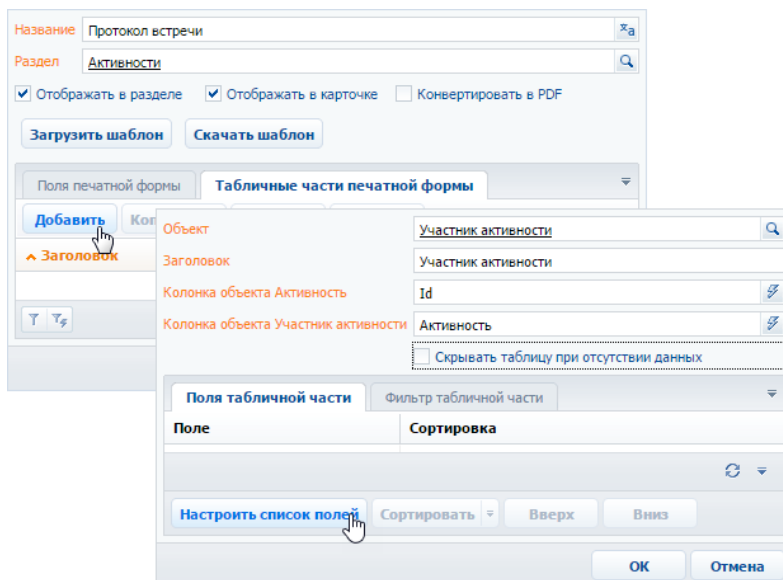 Название Протокол встречи
Раздел Активности
Отображать в разделе Отображать в карточке Конвертировать в PDF
Загрузить шаблон Скачать шаблон
Поля печатной формы Табличные части печатной формы
Добавить Коп
Заголовок
Объект Участник активности
Заголовок Участник активности
Колонка объекта Активность Id
Колонка объекта Участник активности Активность
Скрывать таблицу при отсутствии данных
Поля табличной части Фильтр табличной части
Поле Сортировка
Настроить список полей Сортировать Вверх Вниз
ОК Отмена